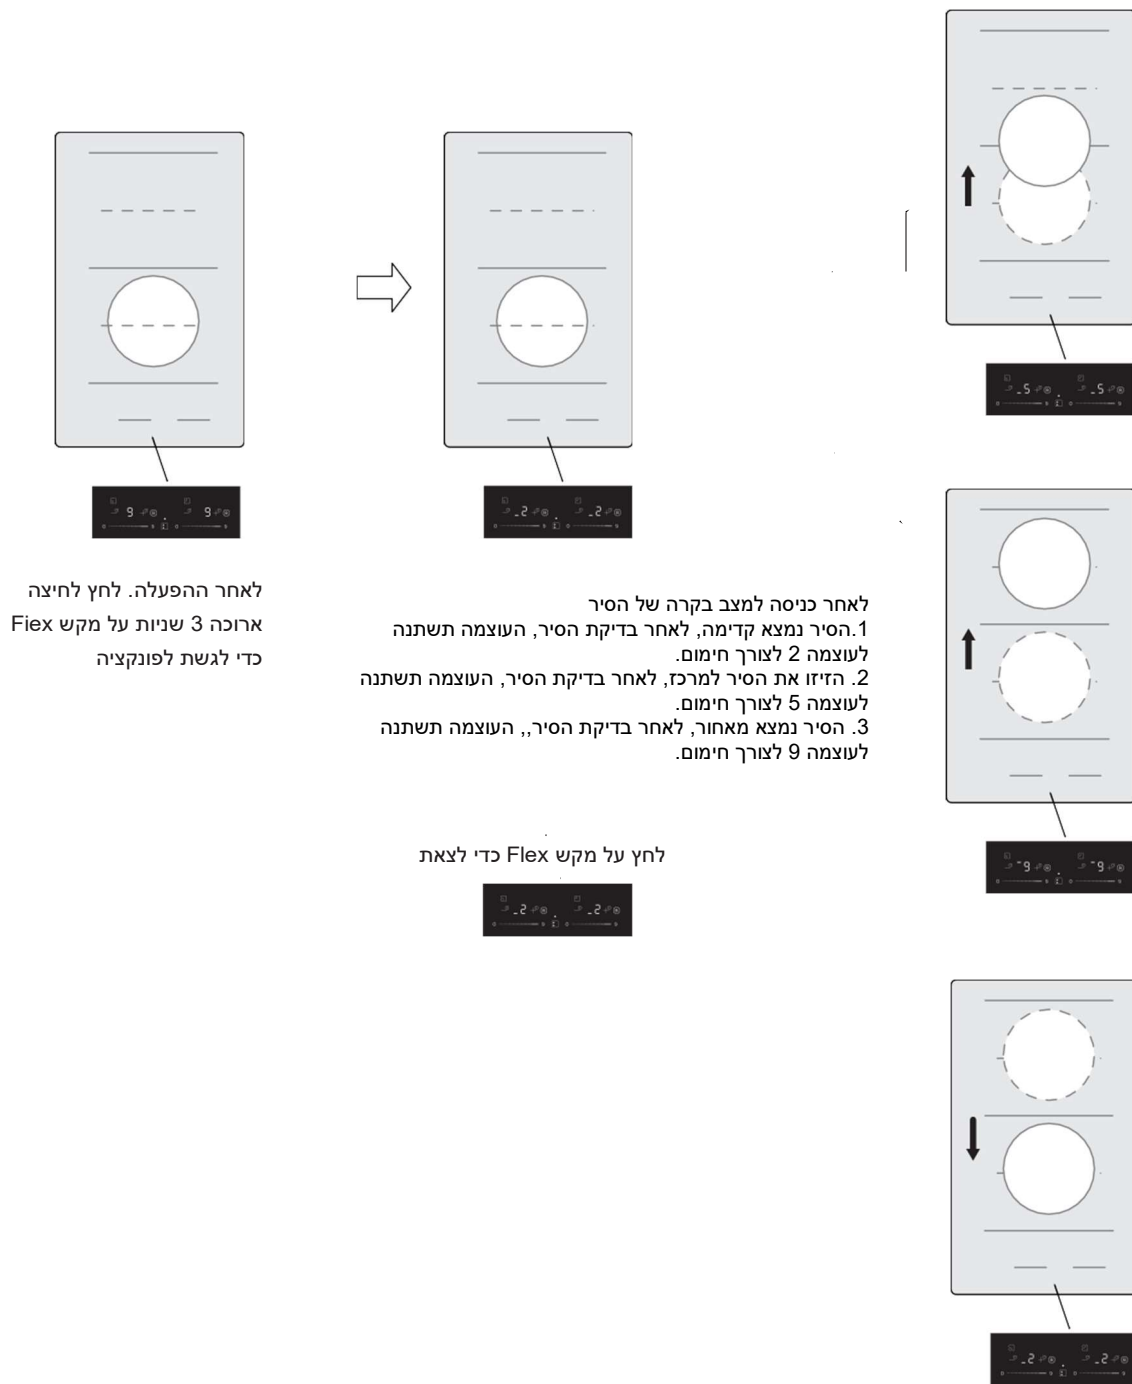 לאחר ההפעלה. לחץ לחיצה
ארוכה 3 שניות על מקש Fiex
כדי לגשת לפונקציה
לאחר כניסה למצב בקרה של הסיר
1.הסיר נמצא קדימה, לאחר בדיקת הסיר, העוצמה תשתנה
לעוצמה 2 לצורך חימום.
2. הזיזו את הסיר למרכז, לאחר בדיקת הסיר, העוצמה תשתנה
לעוצמה 5 לצורך חימום.
3. הסיר נמצא מאחור, לאחר בדיקת הסיר,, העוצמה תשתנה
לעוצמה 9 לצורך חימום.
לחץ על מקש Flex כדי לצאת